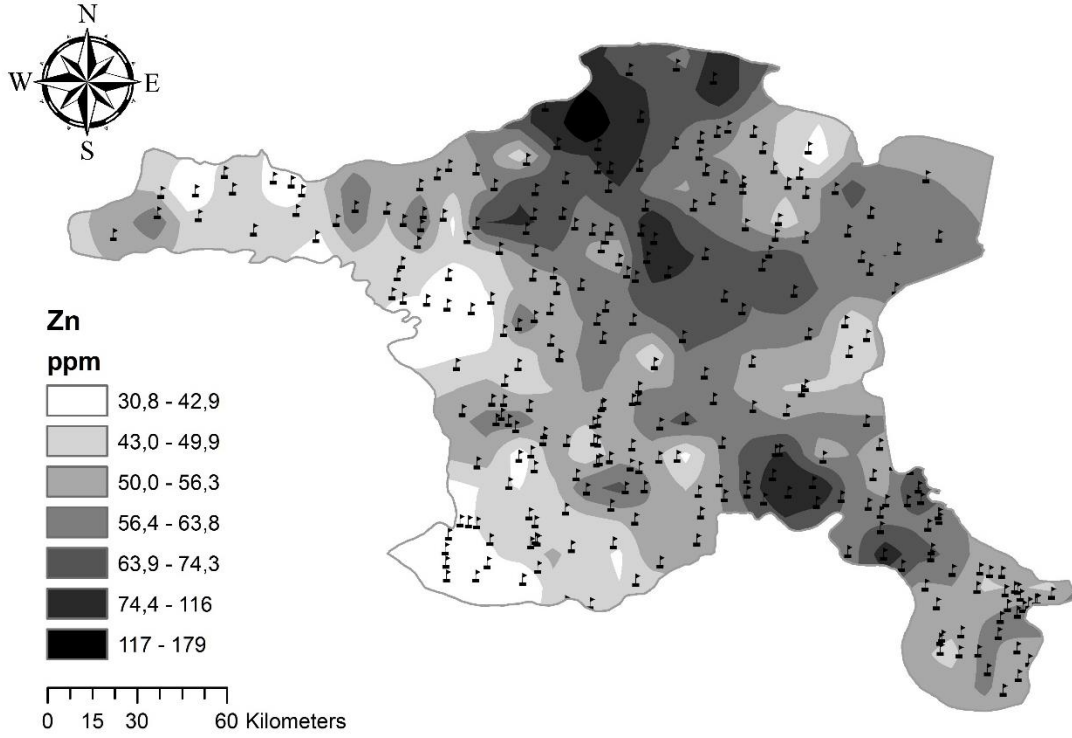 N
W E
S
Zn
ppm
30,8 - 42,9
43,0 - 49,9
50,0 - 56,3
56,4 - 63,8
63,9 - 74,3
74,4 - 116
117 - 179
0 15 30 60 Kilometers